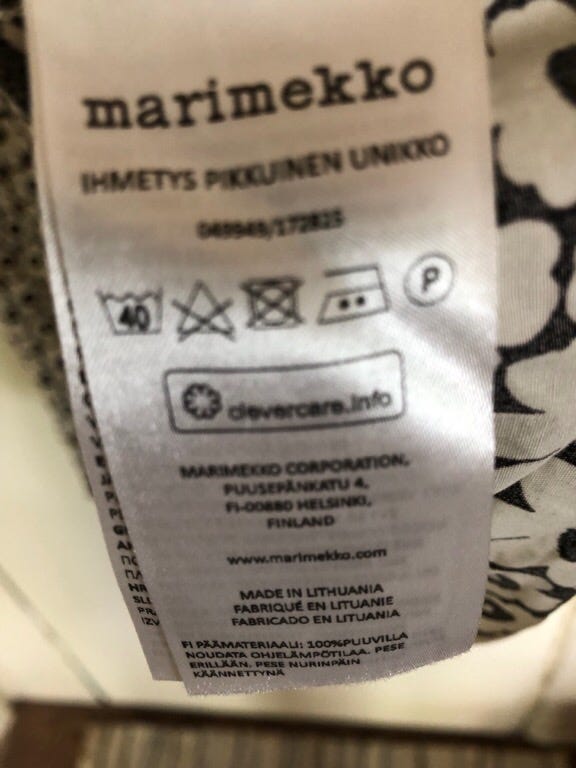 marimekko
IHMETYS PIKKUINEN UNIKKO
40
P
clevercare.info
MARIMEKKO CORPORATION,
PUUSEPÄNKATU 4,
FI-00880 HELSINKI,
FINLAND
www.marimekko.com
MADE IN LITHUANIA
FABRIQUÉ EN LITUANIE
FABRICADO EN LITUANIA
FI PÄÄMATERIAALI: 100%PUUVILLA
NOUDATA OHJELÄMPÖTILAA. PESE
ERILLÄÄN. PESE NURINPÄIN
KÄÄNNETTYNÄ